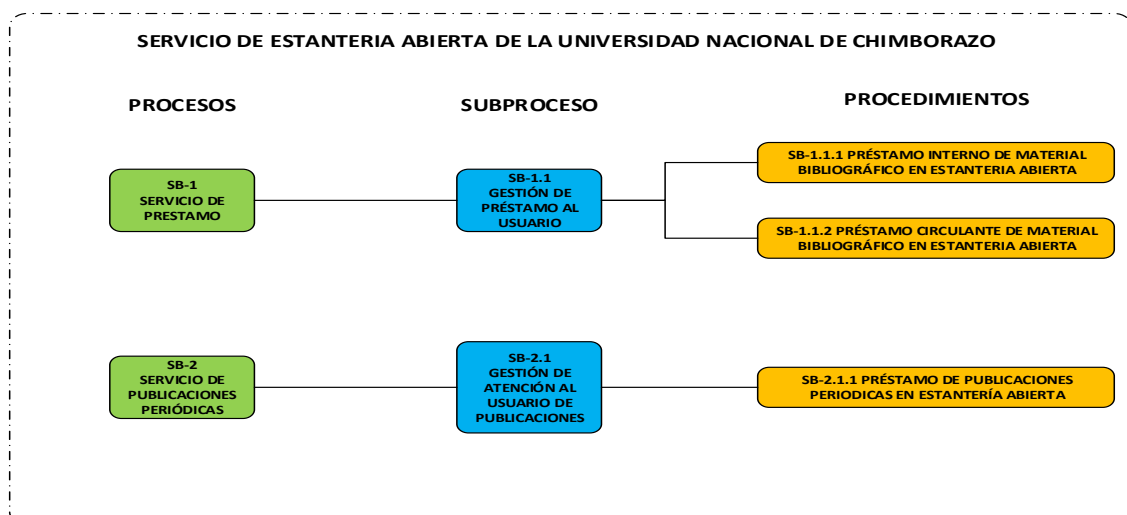 SERVICIO DE ESTANTERIA ABIERTA DE LA UNIVERSIDAD NACIONAL DE CHIMBORAZO
PROCESOS
SUBPROCESO
PROCEDIMIENTOS
SB-1
SERVICIO DE
PRESTAMO
SB-1.1
GESTIÓN DE
PRÉSTAMO AL
USUARIO
SB-1.1.1 PRÉSTAMO INTERNO DE MATERIAL
BIBLIOGRÁFICO EN ESTANTERIA ABIERTA
SB-1.1.2 PRÉSTAMO CIRCULANTE DE MATERIAL
BIBLIOGRÁFICO EN ESTANTERIA ABIERTA
SB-2
SERVICIO DE
PUBLICACIONES
PERIÓDICAS
SB-2.1
GESTIÓN DE
ATENCIÓN AL
USUARIO DE
PUBLICACIONES
SB-2.1.1 PRÉSTAMO DE PUBLICACIONES
PERIODICAS EN ESTANTERÍA ABIERTA